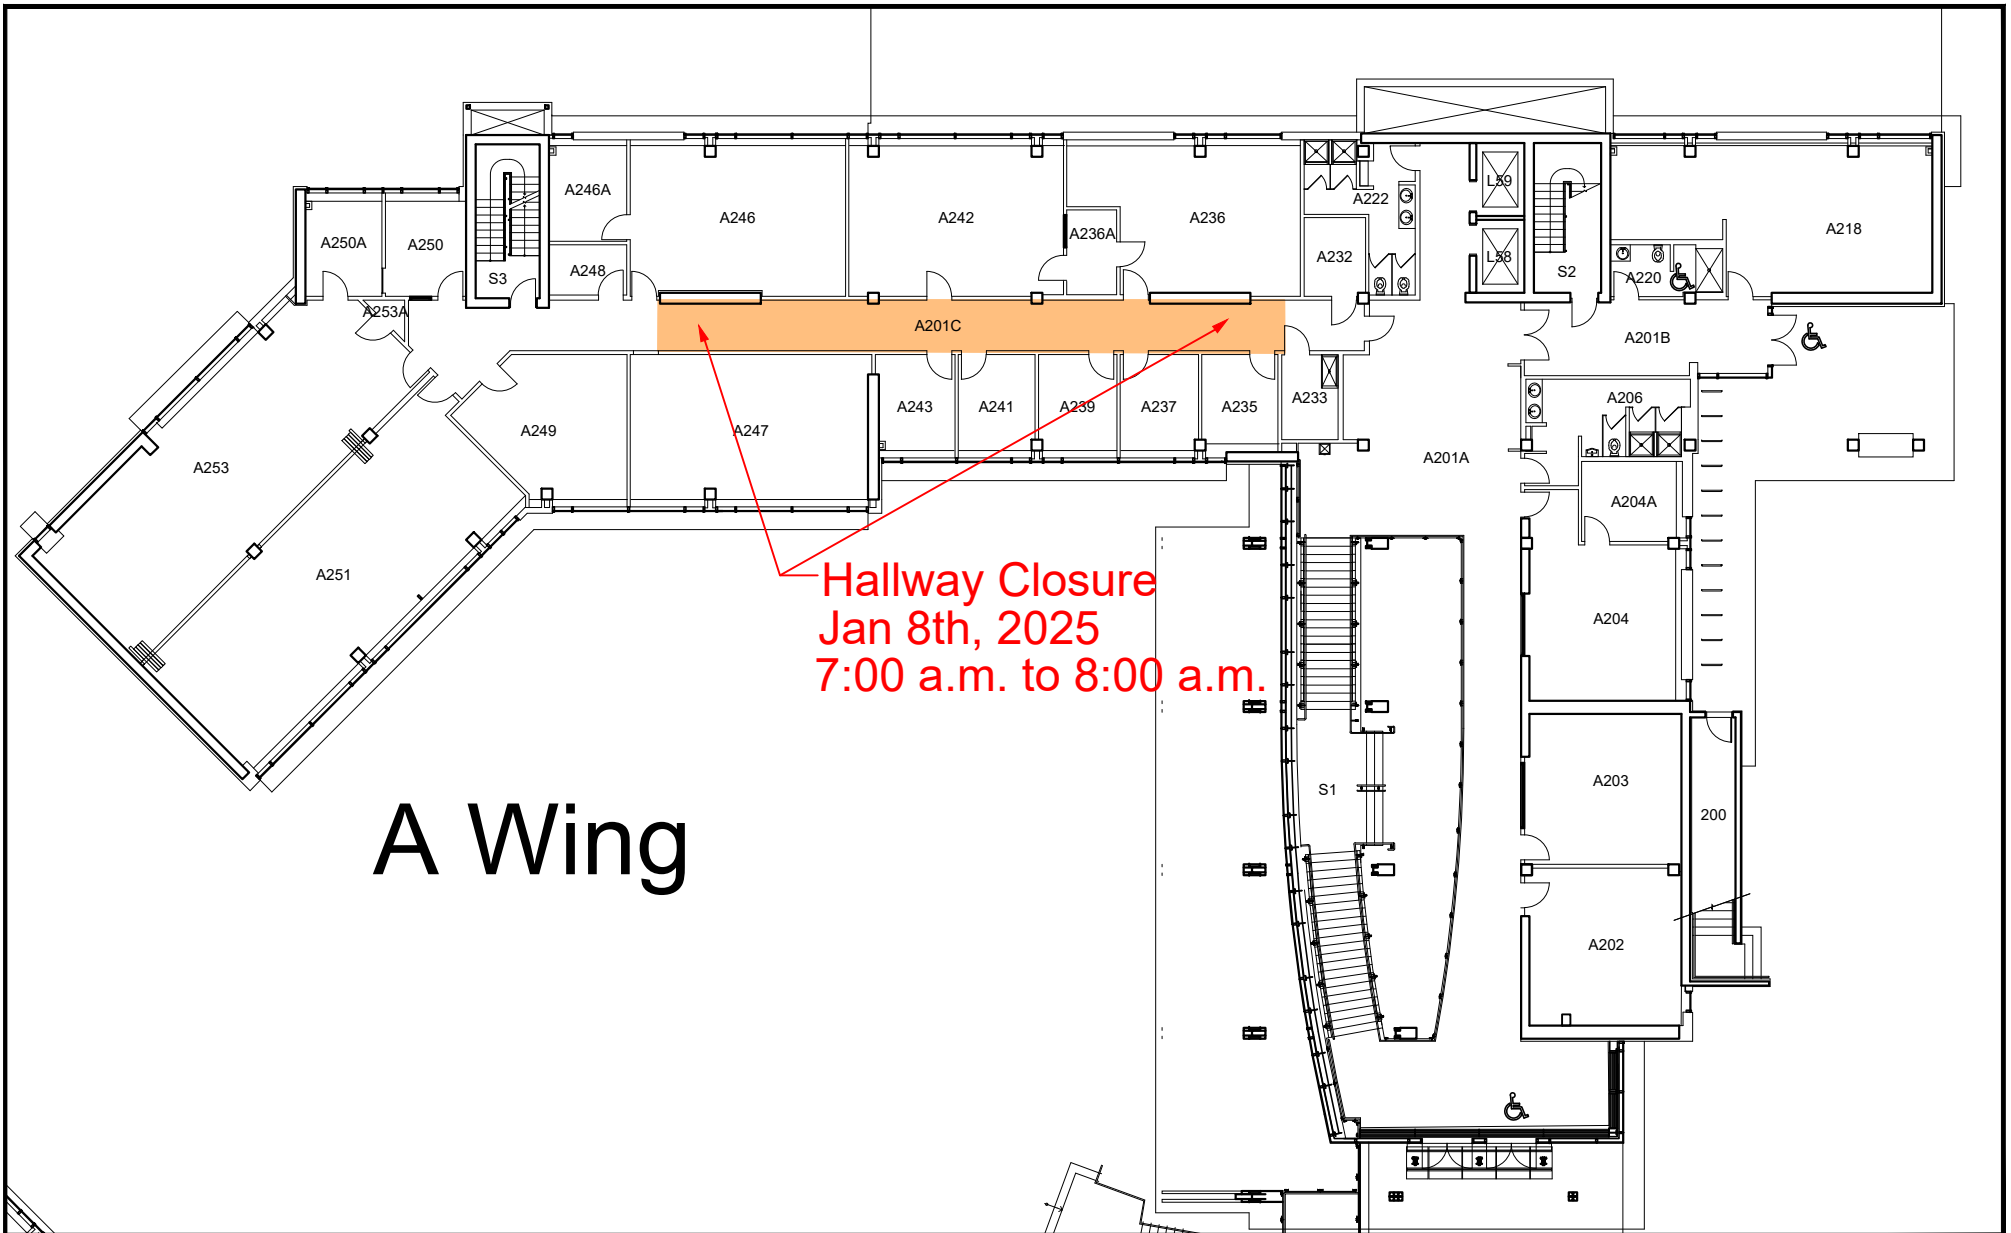 L59
A246A
A222
A246
A242
A236
A218
A236A
A250A
A250
A232
L58
A248
S3
S2
A220
A253A
A201C
A201B
A233
A206
A243
A241
A239
A237
A235
A249
A247
A201A
A253
A204A
A251
Hallway Closure
Jan 8th, 2025
7:00 a.m. to 8:00 a.m.
A204
A203
S1
200
A Wing
A202